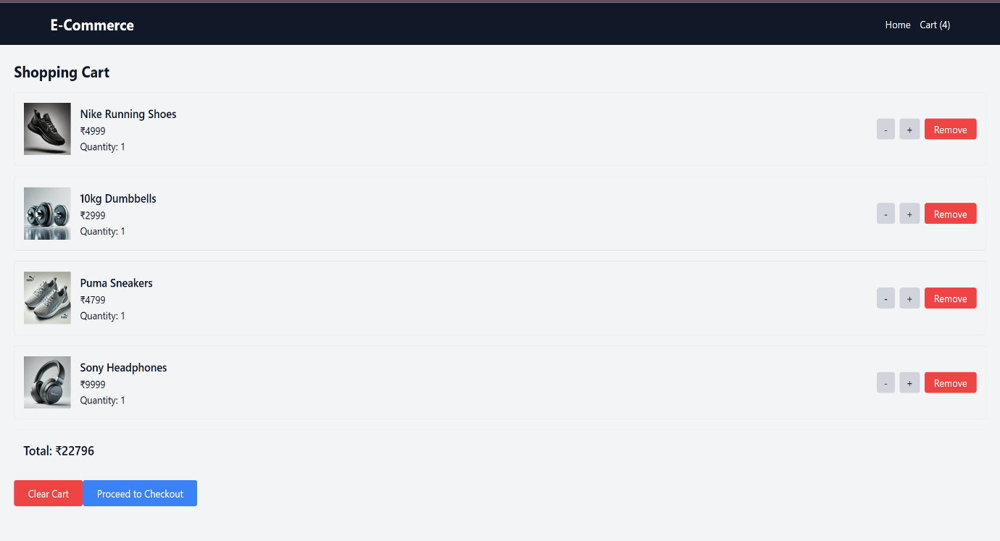 E-Commerce
Home Cart (4)
Shopping Cart
Nike Running Shoes
₹4999
Quantity: 1
- + Remove
10kg Dumbbells
₹2999
Quantity: 1
- + Remove
Puma Sneakers
₹4799
Quantity: 1
- + Remove
Sony Headphones
₹9999
Quantity: 1
- + Remove
Total: ₹22796
Clear Cart Proceed to Checkout